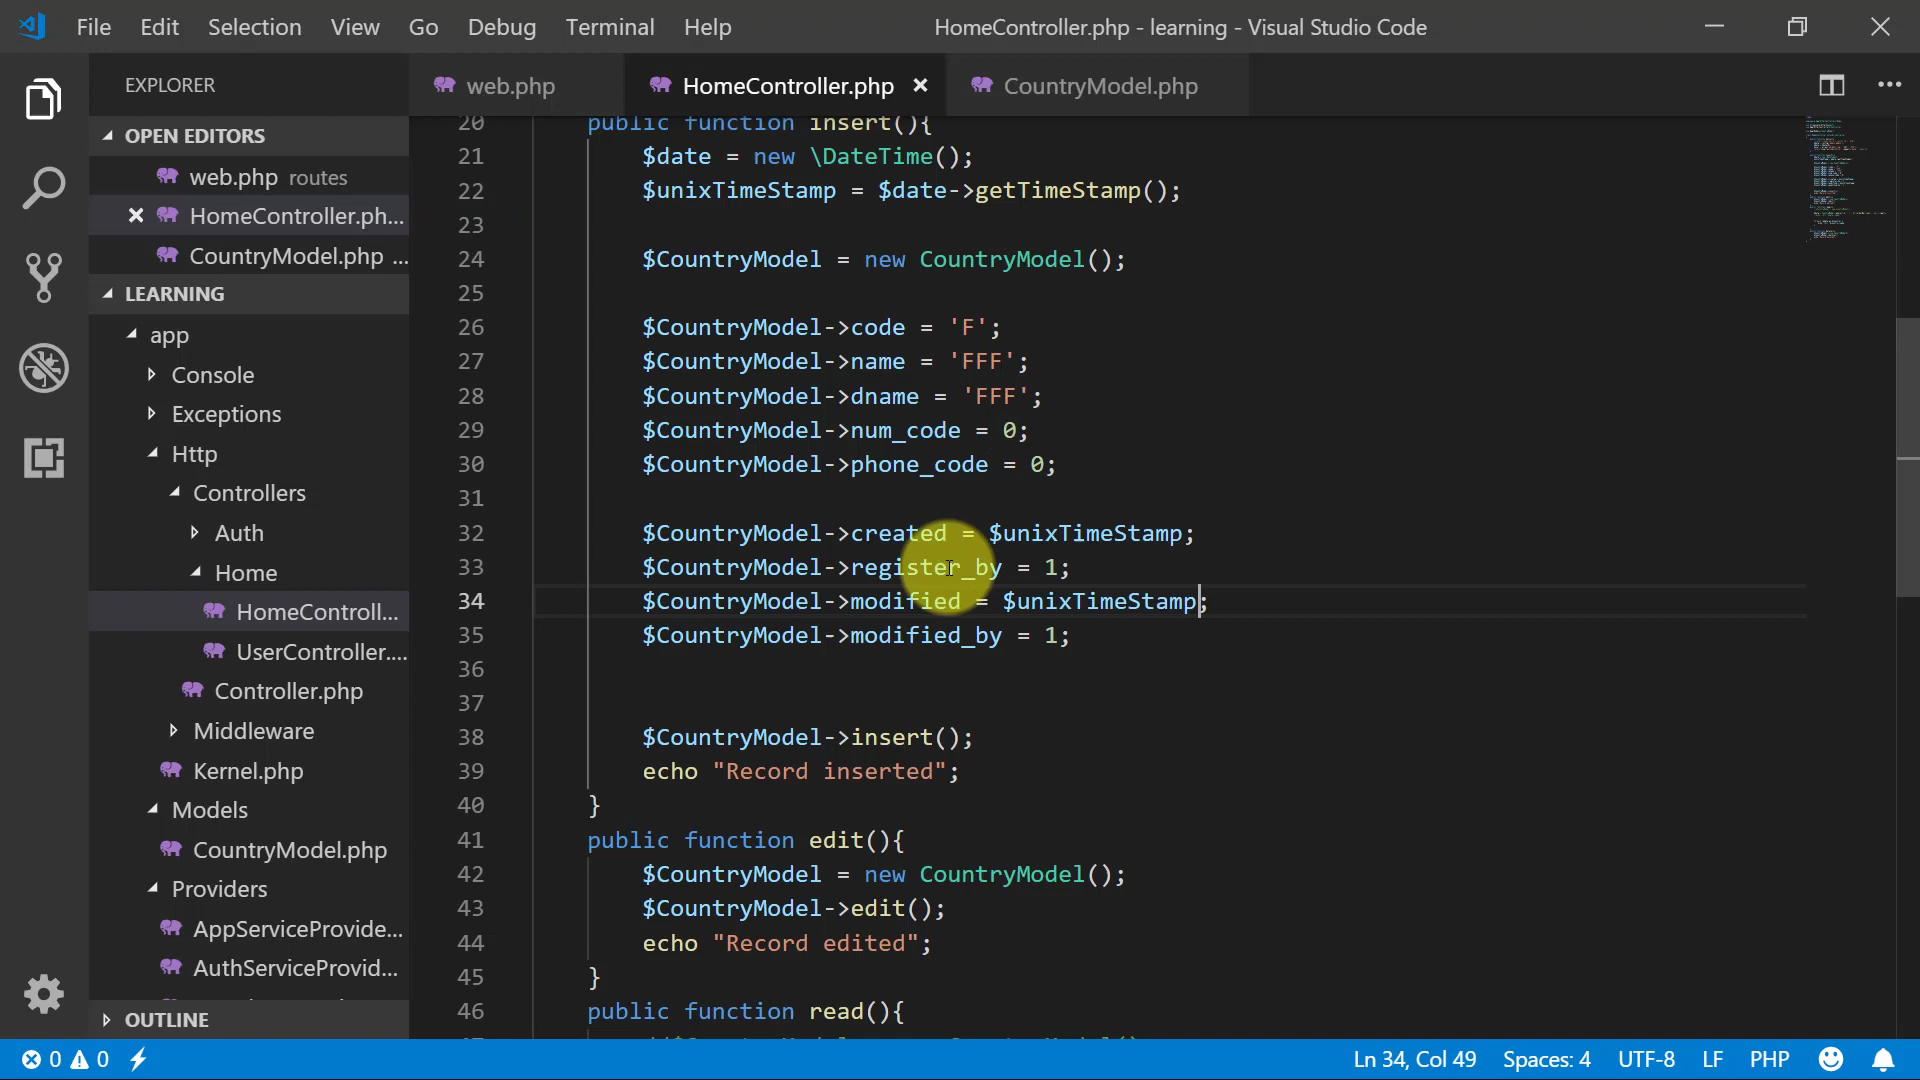 File Edit Selection View Go Debug Terminal Help HomeController.php - learning - Visual Studio Code
EXPLORER
web.php HomeController.php CountryModel.php
OPEN EDITORS
web.php routes
HomeController.ph...
CountryModel.php ...
LEARNING
app
Console
Exceptions
Http
Controllers
Auth
Home
HomeControll...
UserController....
Controller.php
Middleware
Kernel.php
Models
CountryModel.php
Providers
AppServiceProvide...
AuthServiceProvid...
OUTLINE
20 public function insert(){
21 $date = new \DateTime();
22 $unixTimeStamp = $date->getTimeStamp();
23
24 $CountryModel = new CountryModel();
25
26 $CountryModel->code = 'F';
27 $CountryModel->name = 'FFF';
28 $CountryModel->dname = 'FFF';
29 $CountryModel->num_code = 0;
30 $CountryModel->phone_code = 0;
31
32 $CountryModel->created = $unixTimeStamp;
33 $CountryModel->register_by = 1;
34 $CountryModel->modified = $unixTimeStamp;
35 $CountryModel->modified_by = 1;
36
37
38 $CountryModel->insert();
39 echo "Record inserted";
40 }
41 public function edit(){
42 $CountryModel = new CountryModel();
43 $CountryModel->edit();
44 echo "Record edited";
45 }
46 public function read(){
0 0 Ln 34, Col 49 Spaces: 4 UTF-8 LF PHP